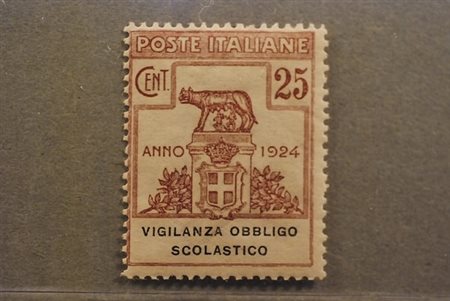 POSTE ITALIANE
CENT. 25
ANNO 1924
VIGILANZA OBBLIGO
SCOLASTICO